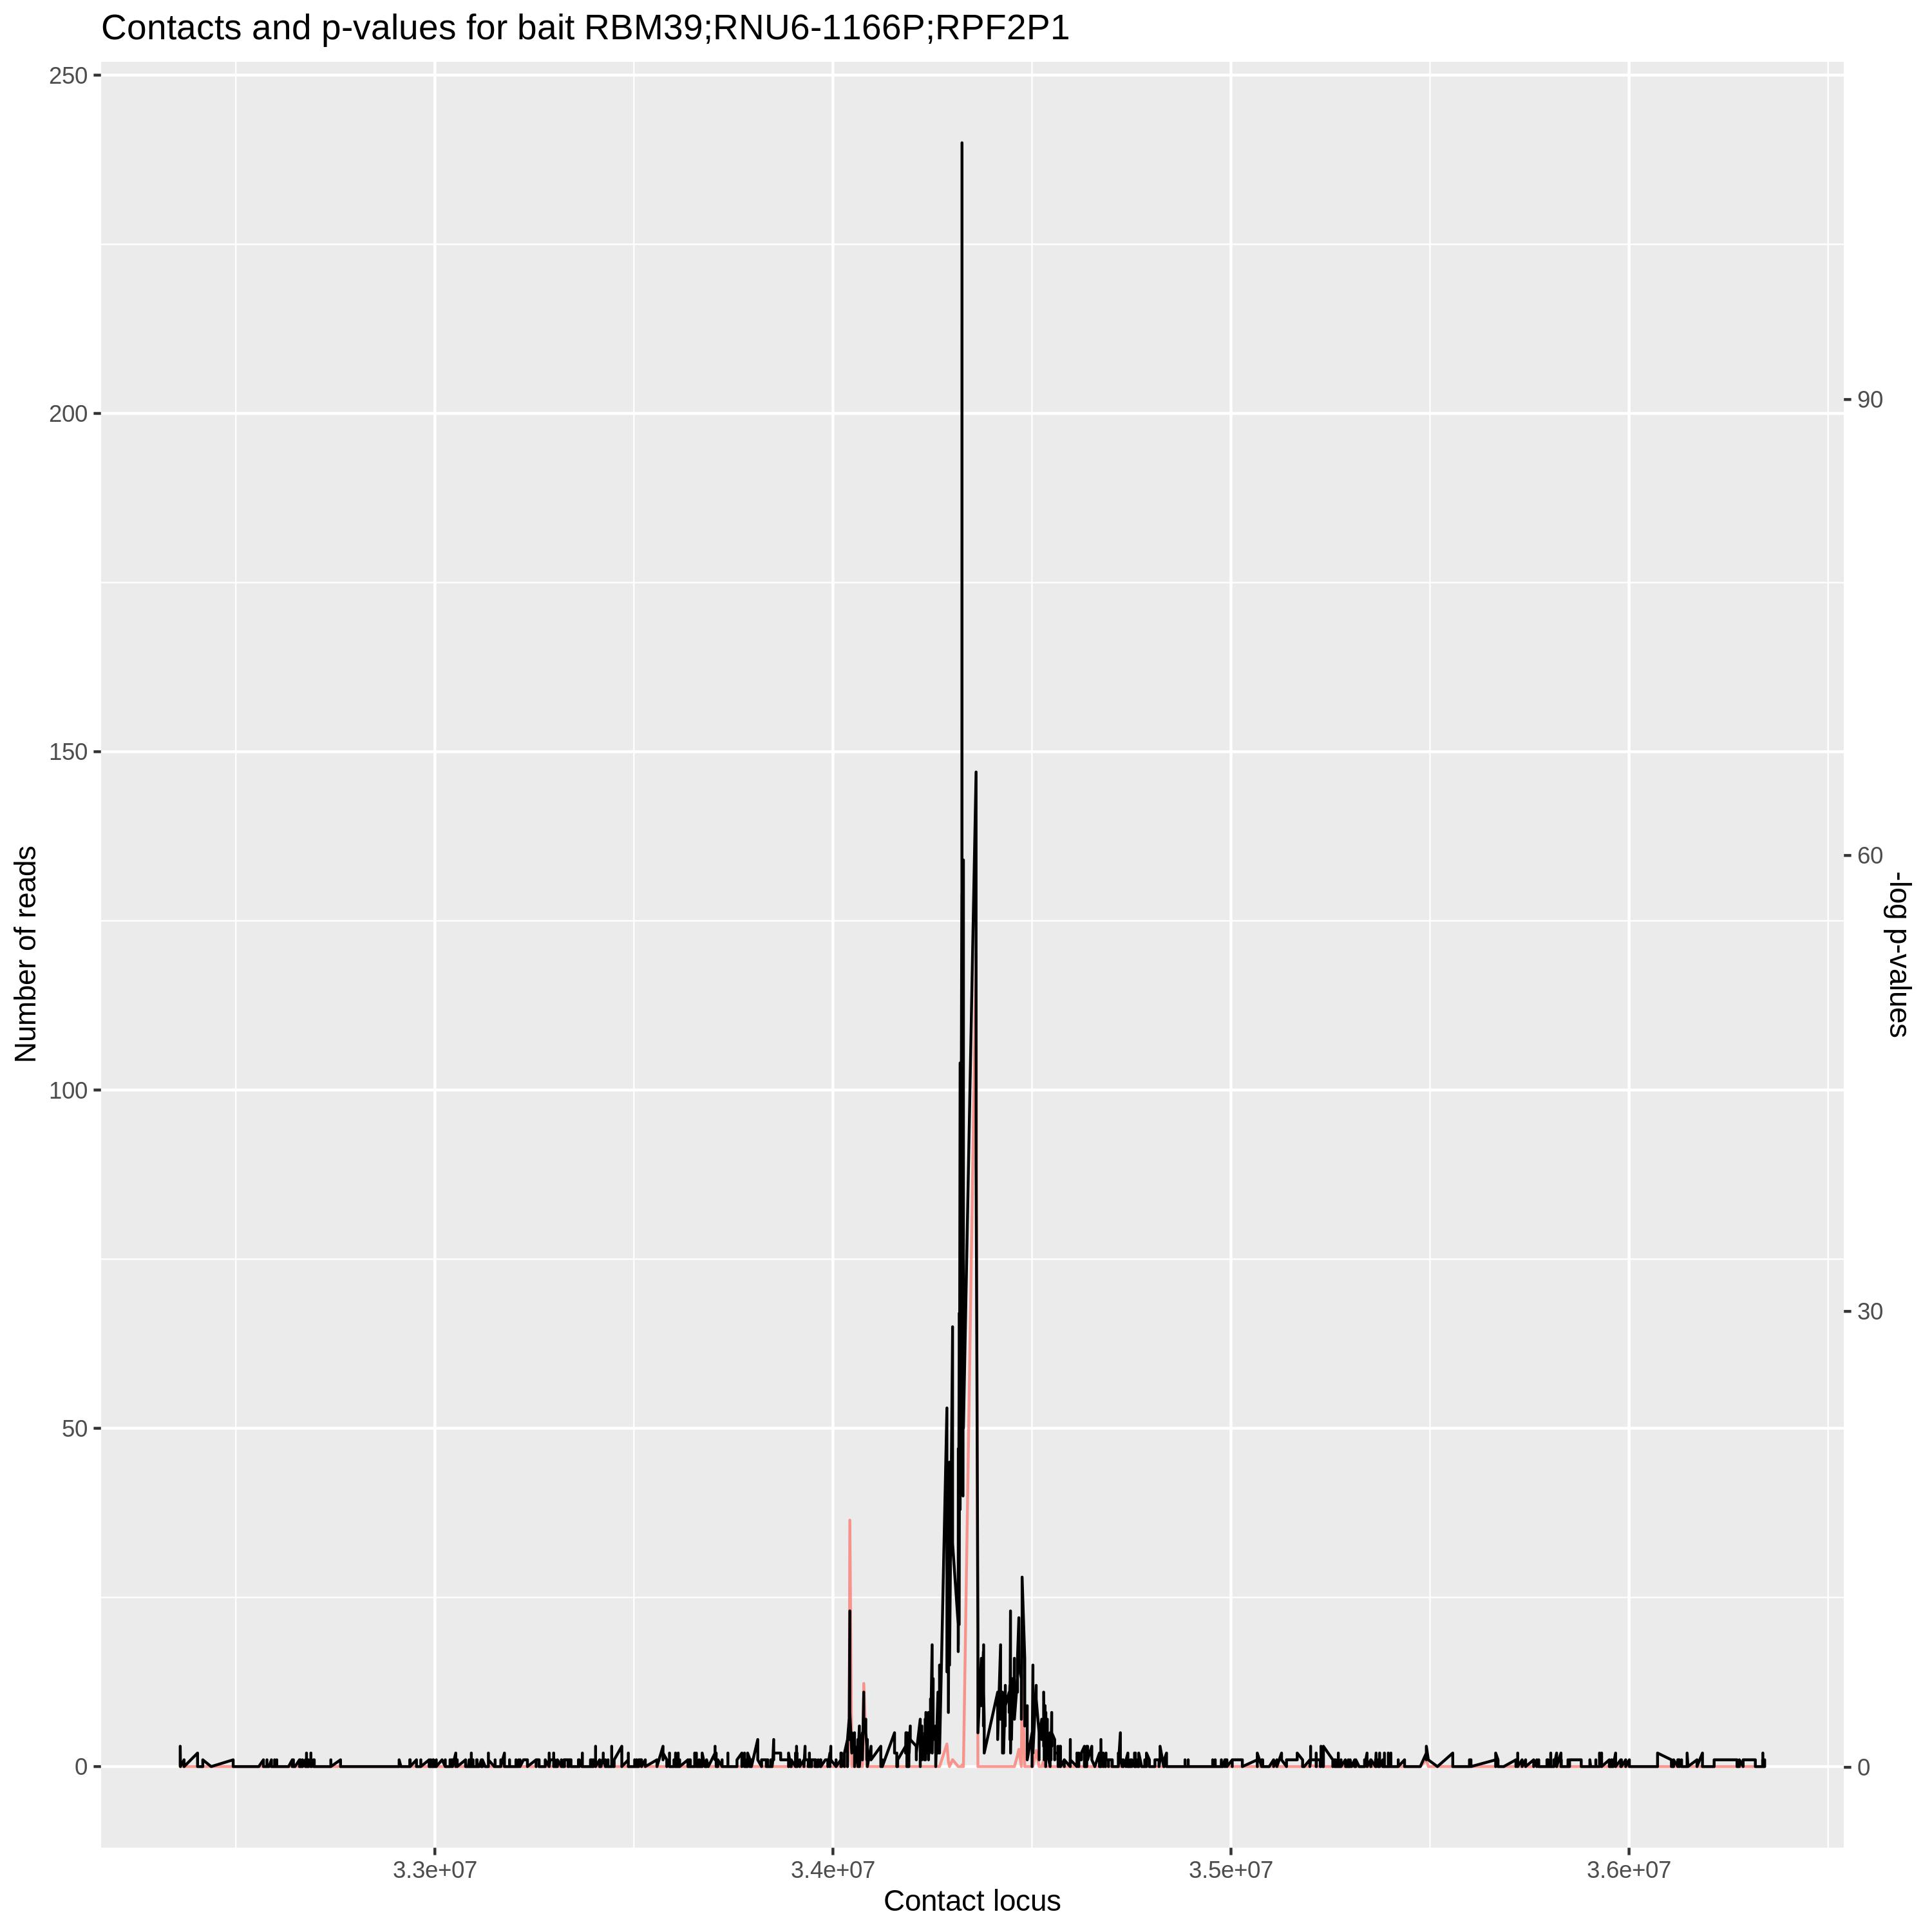 Contacts and p-values for bait RBM39;RNU6-1166P;RPF2P1
250
200
150
100
50
0
Number of reads
90
60
30
0
-log p-values
3.3e+07
3.4e+07
3.5e+07
3.6e+07
Contact locus